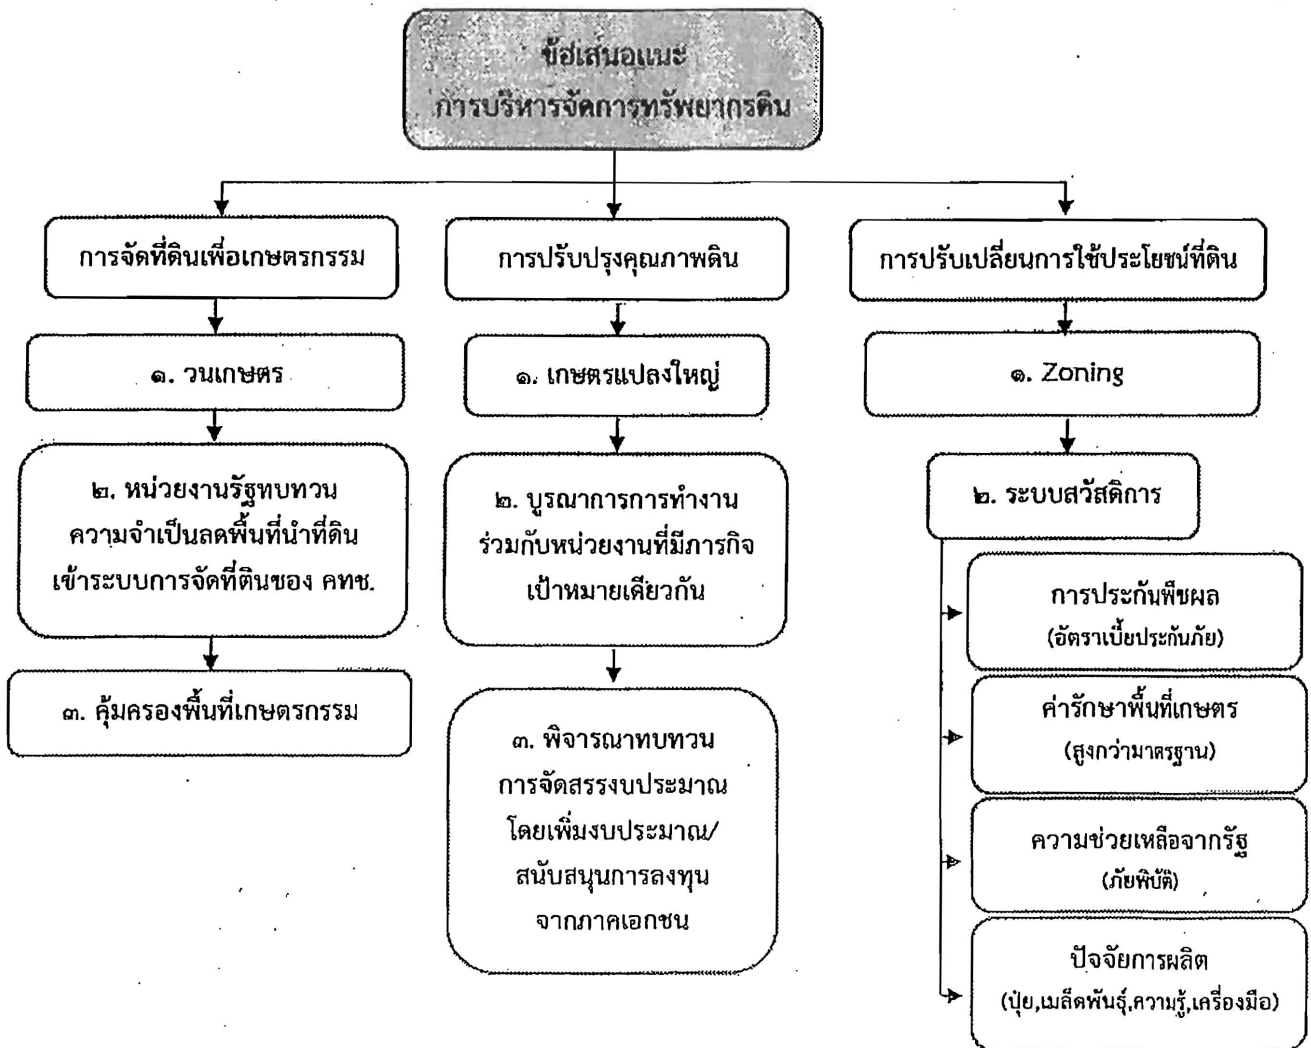 ข้อเสนอแนะ
การบริหารจัดการทรัพยากรดิน
การจัดที่ดินเพื่อเกษตรกรรม
๑. วนเกษตร
๒. หน่วยงานรัฐทบทวน
ความจำเป็นลดพื้นที่นำที่ดิน
เข้าระบบการจัดที่ดินของ คทช.
๓. คุ้มครองพื้นที่เกษตรกรรม
การปรับปรุงคุณภาพดิน
๑. เกษตรแปลงใหญ่
๒. บูรณาการการทำงาน
ร่วมกับหน่วยงานที่มีภารกิจ
เป้าหมายเดียวกัน
๓. พิจารณาทบทวน
การจัดสรรงบประมาณ
โดยเพิ่มงบประมาณ/
สนับสนุนการลงทุน
จากภาคเอกชน
การปรับเปลี่ยนการใช้ประโยชน์ที่ดิน
๑. Zoning
๒. ระบบสวัสดิการ
การประกันพืชผล
(อัตราเบี้ยประกันภัย)
ค่ารักษาพื้นที่เกษตร
(สูงกว่ามาตรฐาน)
ความช่วยเหลือจากรัฐ
(ภัยพิบัติ)
ปัจจัยการผลิต
(ปุ๋ย,เมล็ดพันธุ์,ความรู้,เครื่องมือ)